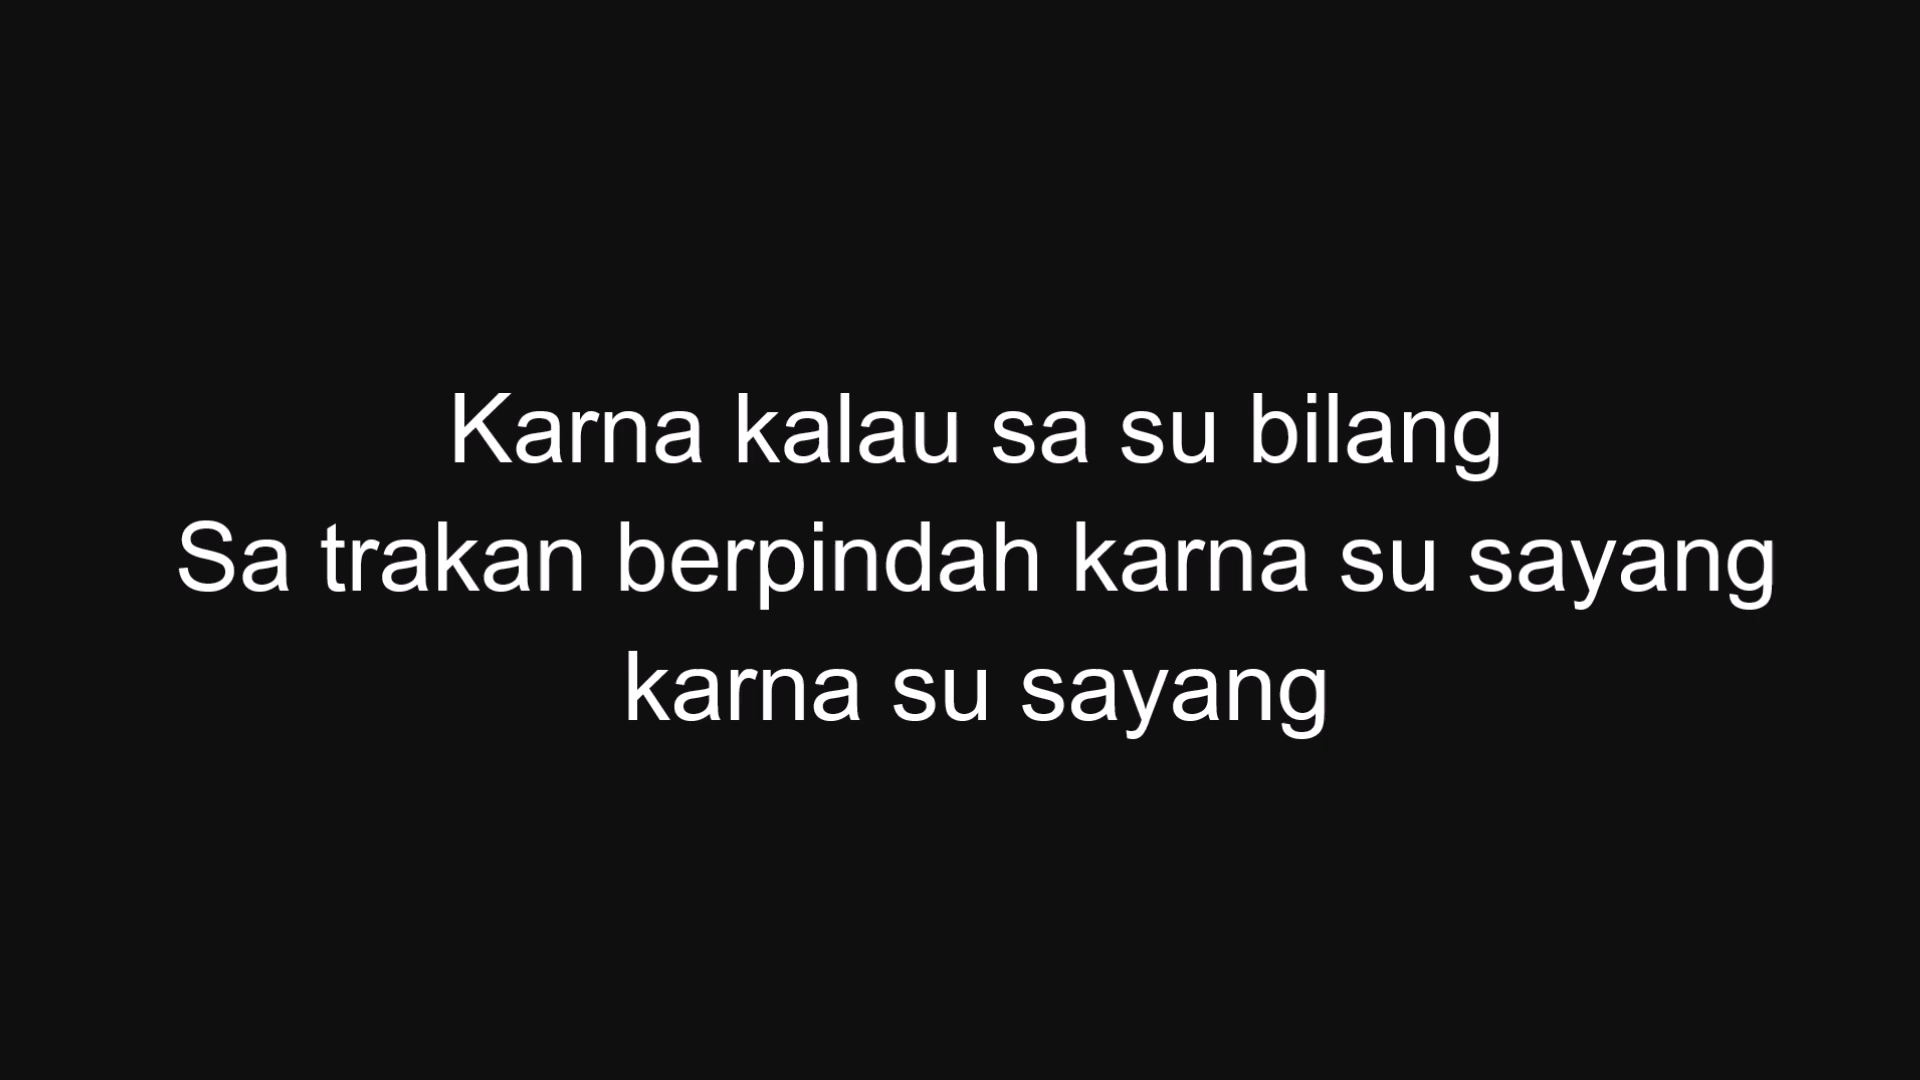 Karna kalau sa su bilang
Sa trakan berpindah karna su sayang
karna su sayang